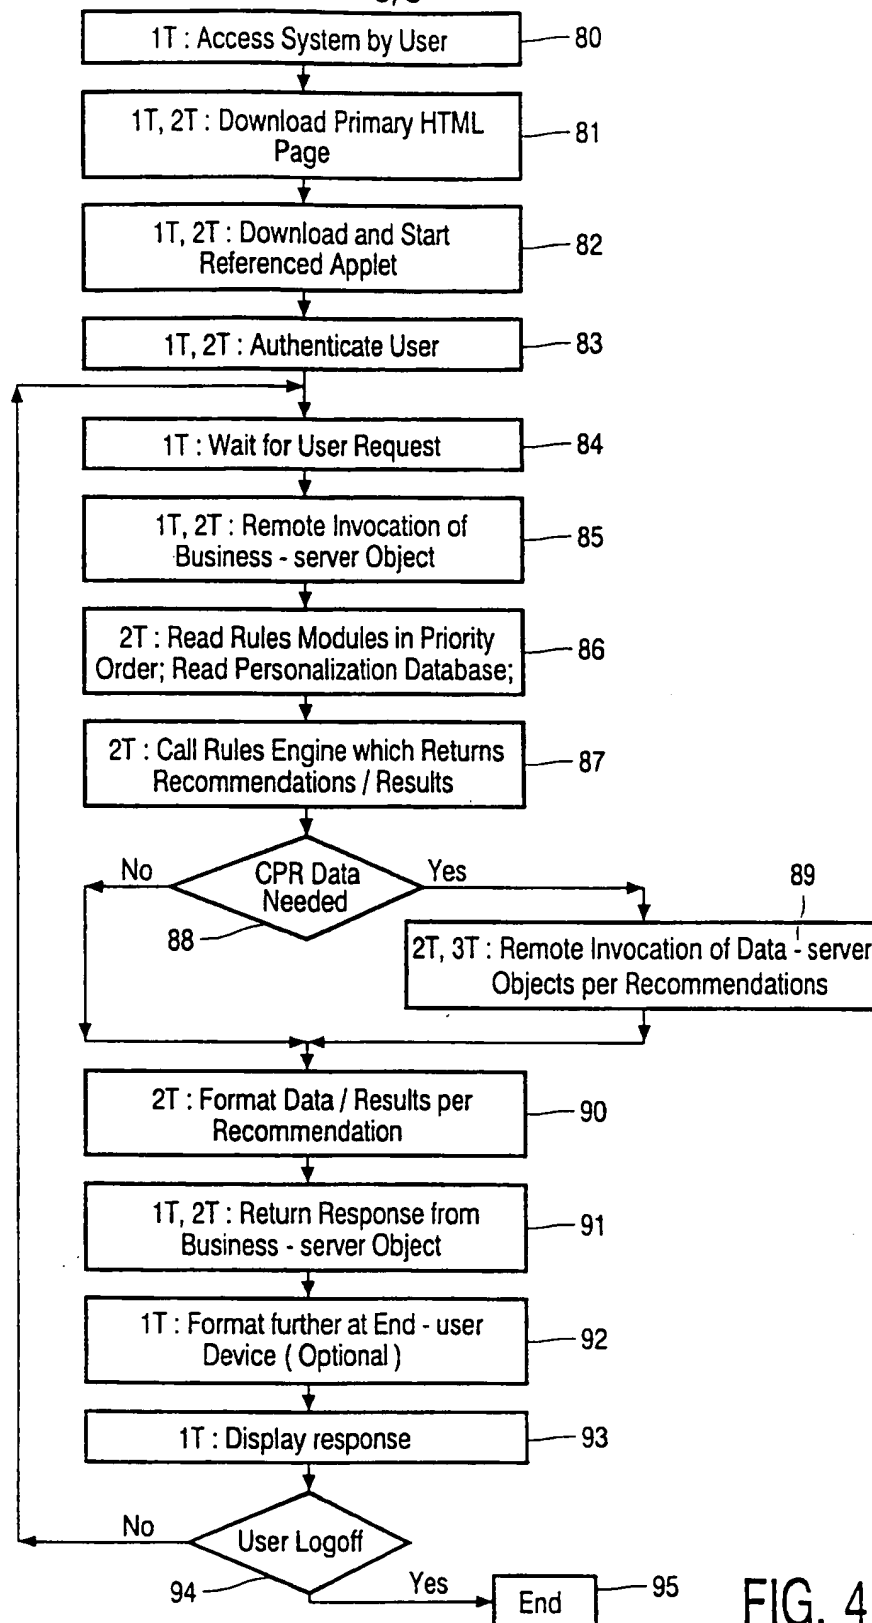 1T : Access System by User
80
1T, 2T : Download Primary HTML
Page
81
1T, 2T : Download and Start
Referenced Applet
82
1T, 2T : Authenticate User
83
1T : Wait for User Request
84
1T, 2T : Remote Invocation of
Business - server Object
85
2T : Read Rules Modules in Priority
Order; Read Personalization Database;
86
2T : Call Rules Engine which Returns
Recommendations / Results
87
No
CPR Data
Needed
Yes
88
89
2T, 3T : Remote Invocation of Data - server
Objects per Recommendations
2T : Format Data / Results per
Recommendation
90
1T, 2T : Return Response from
Business - server Object
91
1T : Format further at End - user
Device ( Optional )
92
1T : Display response
93
No
User Logoff
94
Yes
End
95
FIG. 4